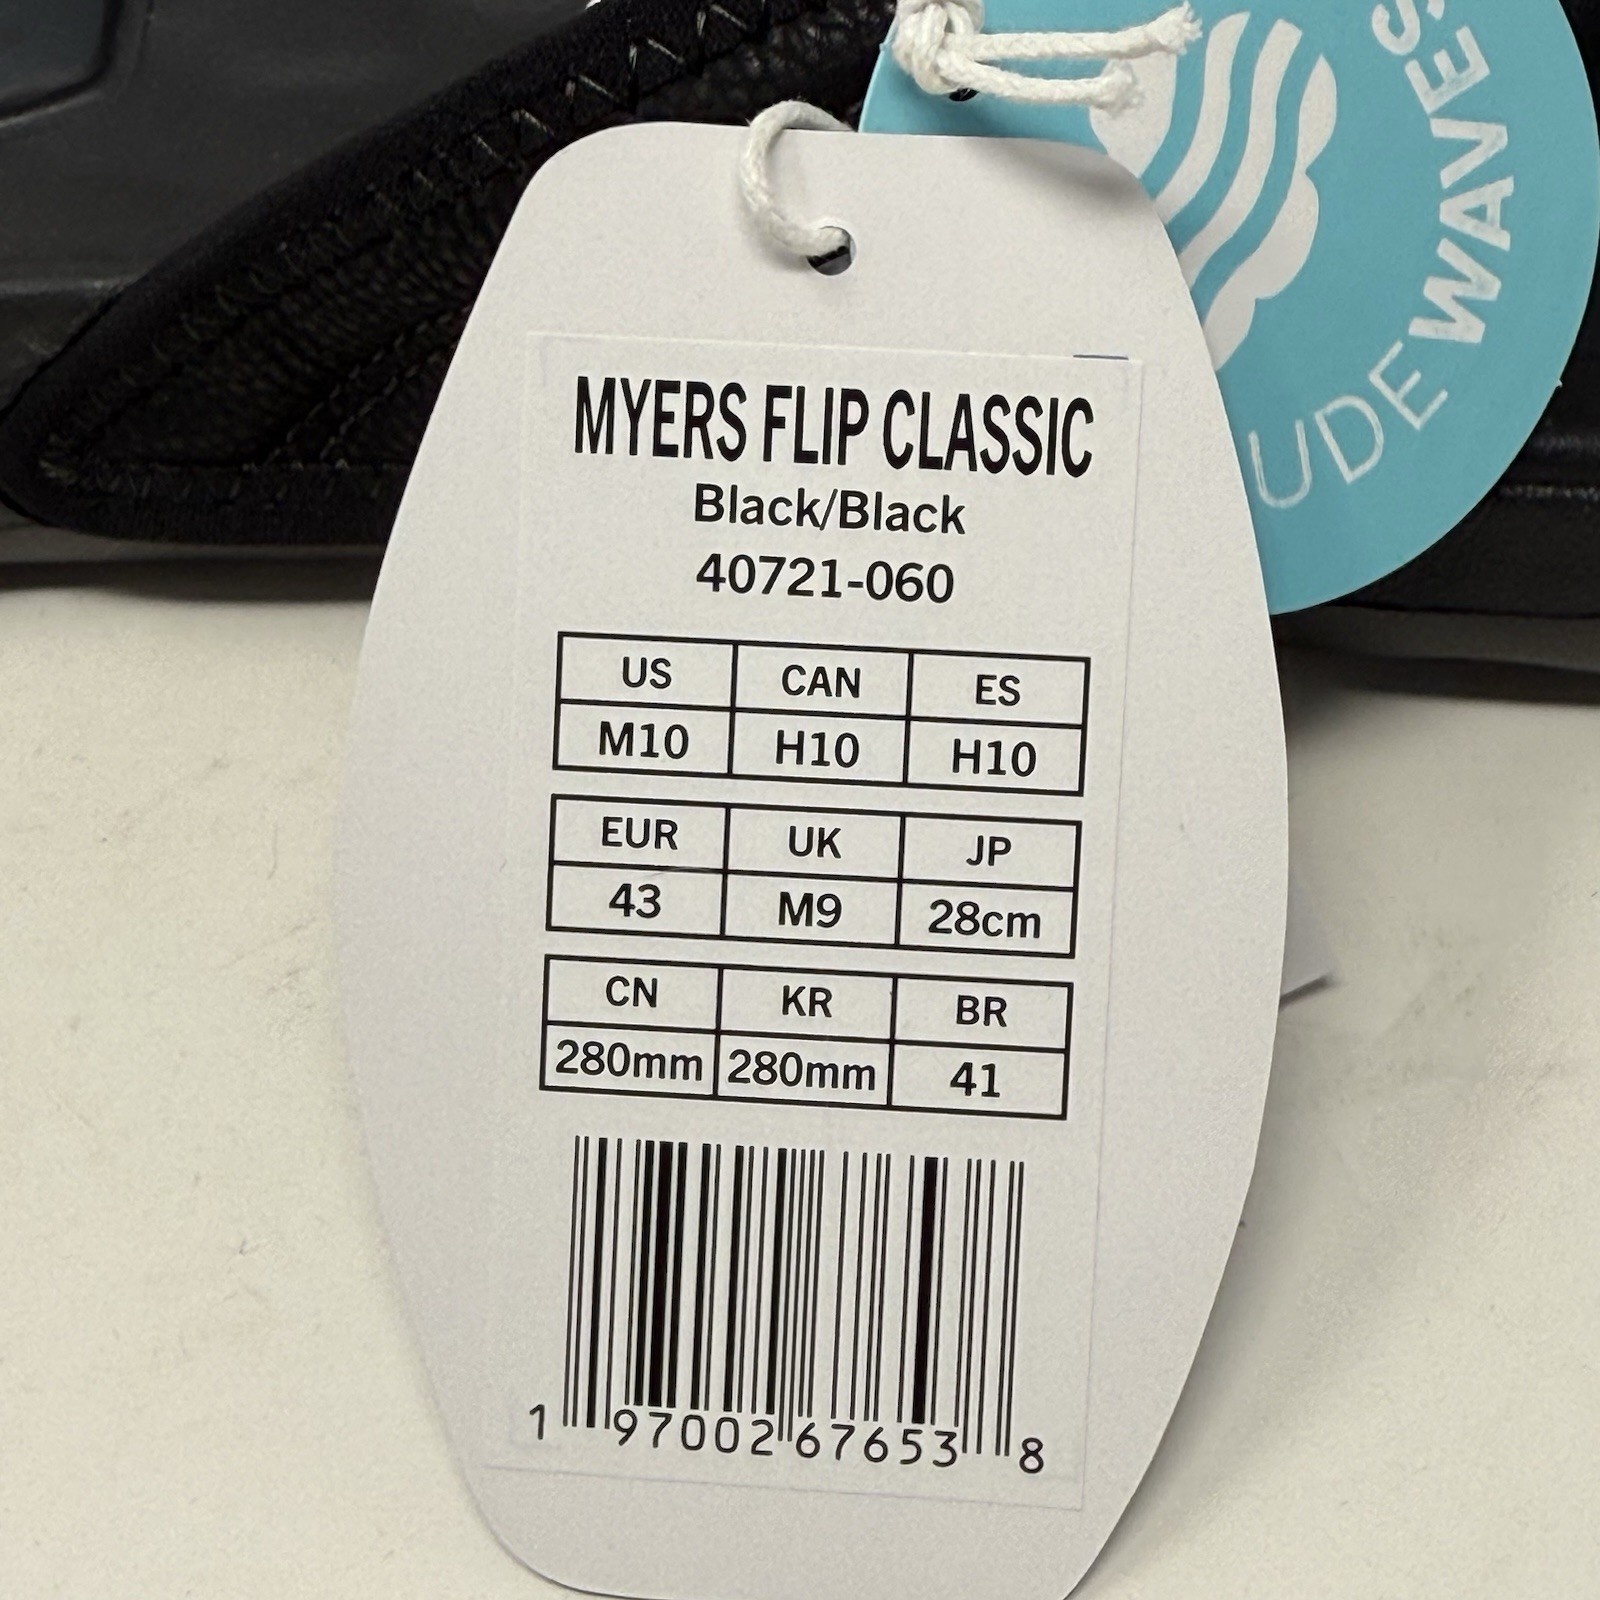 MYERS FLIP CLASSIC
Black/Black
40721-060
US CAN ES
M10 H10 H10
EUR UK JP
43 M9 28cm
CN KR BR
280mm 280mm 41
1 97002 67653 8
WAVES